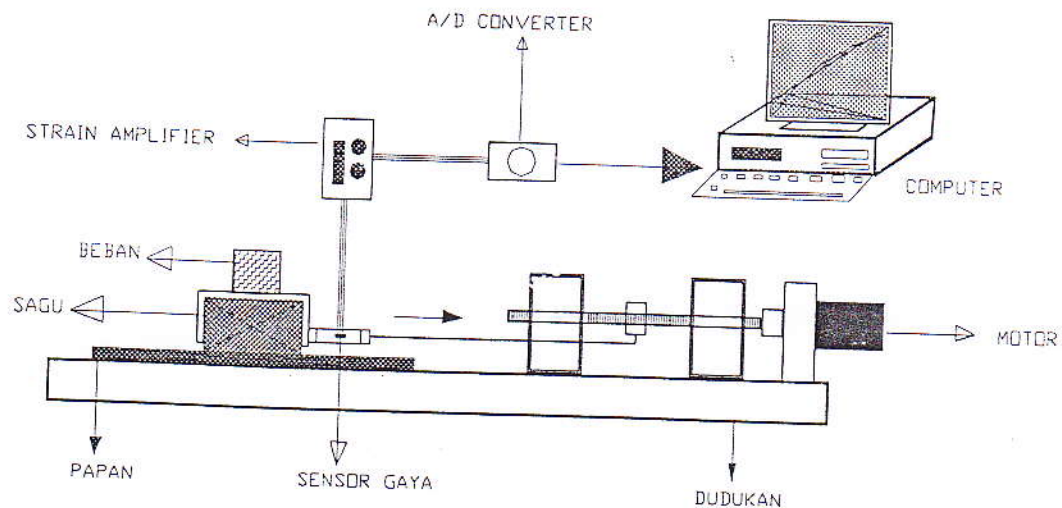 A/D CONVERTER
STRAIN AMPLIFIER
COMPUTER
BEBAN
SAGU
MOTOR
PAPAN
SENSOR GAYA
DUDUKAN